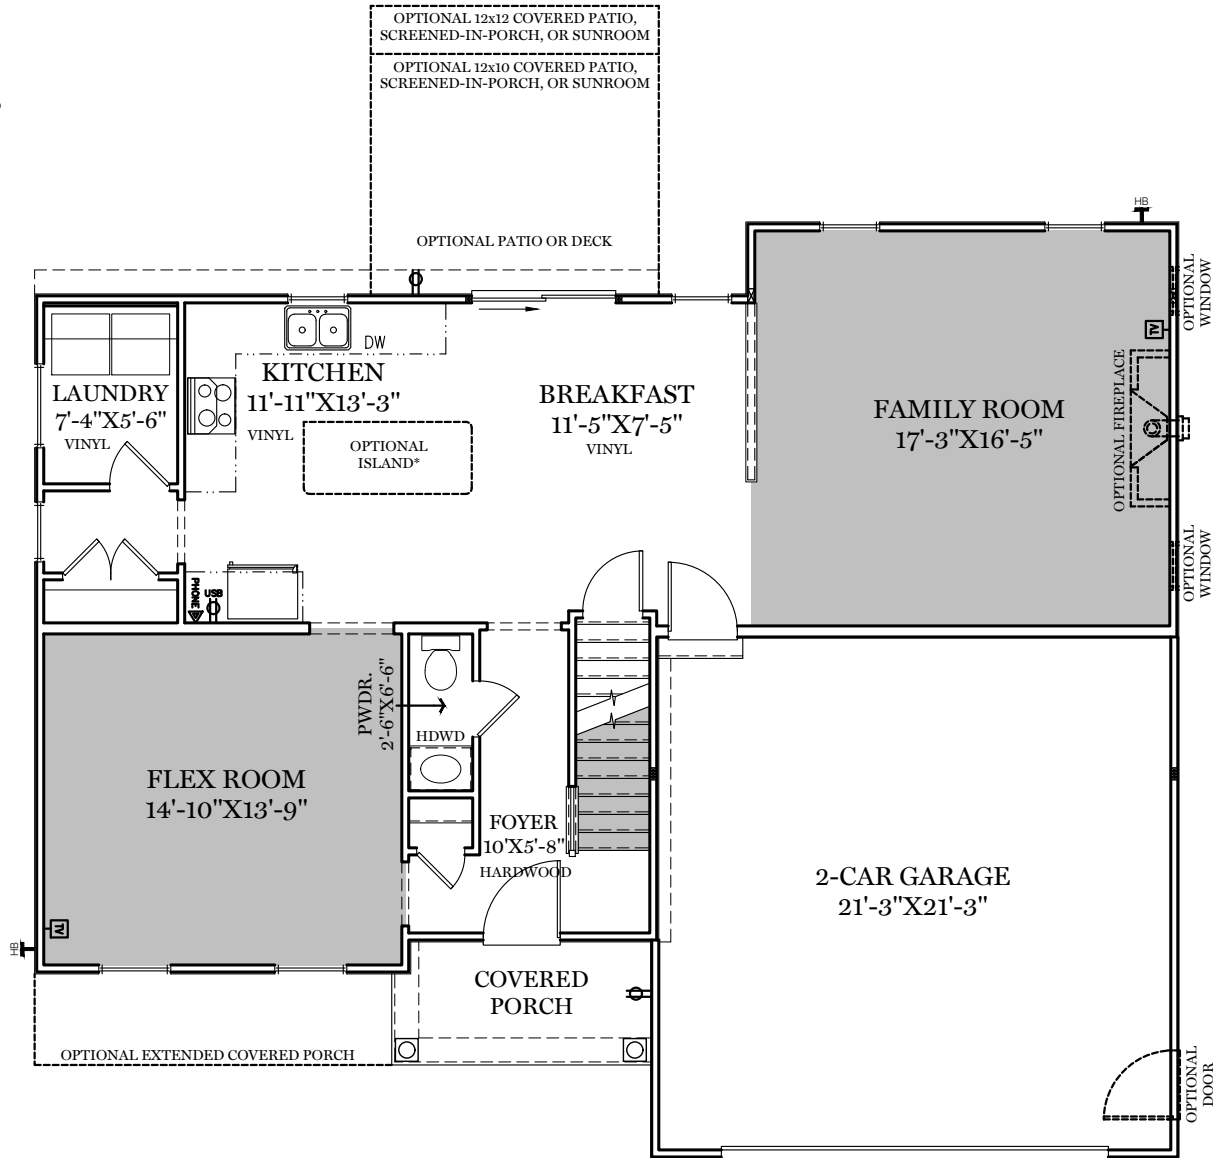 OPTIONAL 12x12 COVERED PATIO,
SCREENED-IN-PORCH, OR SUNROOM
OPTIONAL 12x10 COVERED PATIO,
SCREENED-IN-PORCH, OR SUNROOM
OPTIONAL PATIO OR DECK
HB
OPTIONAL
WINDOW
TV
DW
LAUNDRY
7'-4"X5'-6"
VINYL
KITCHEN
11'-11"X13'-3"
VINYL
OPTIONAL
ISLAND*
BREAKFAST
11'-5"X7'-5"
VINYL
FAMILY ROOM
17'-3"X16'-5"
OPTIONAL FIREPLACE
OPTIONAL
WINDOW
PHONE
USB
PWDR.
2'-6"X6'-6"
HDWD
FLEX ROOM
14'-10"X13'-9"
FOYER
10'X5'-8"
HARDWOOD
2-CAR GARAGE
21'-3"X21'-3"
TV
HB
COVERED
PORCH
OPTIONAL EXTENDED COVERED PORCH
OPTIONAL
DOOR